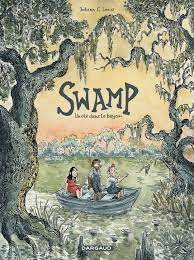 Johann G. Louis
SWAMP
Un été dans le bayou
DARGAUD